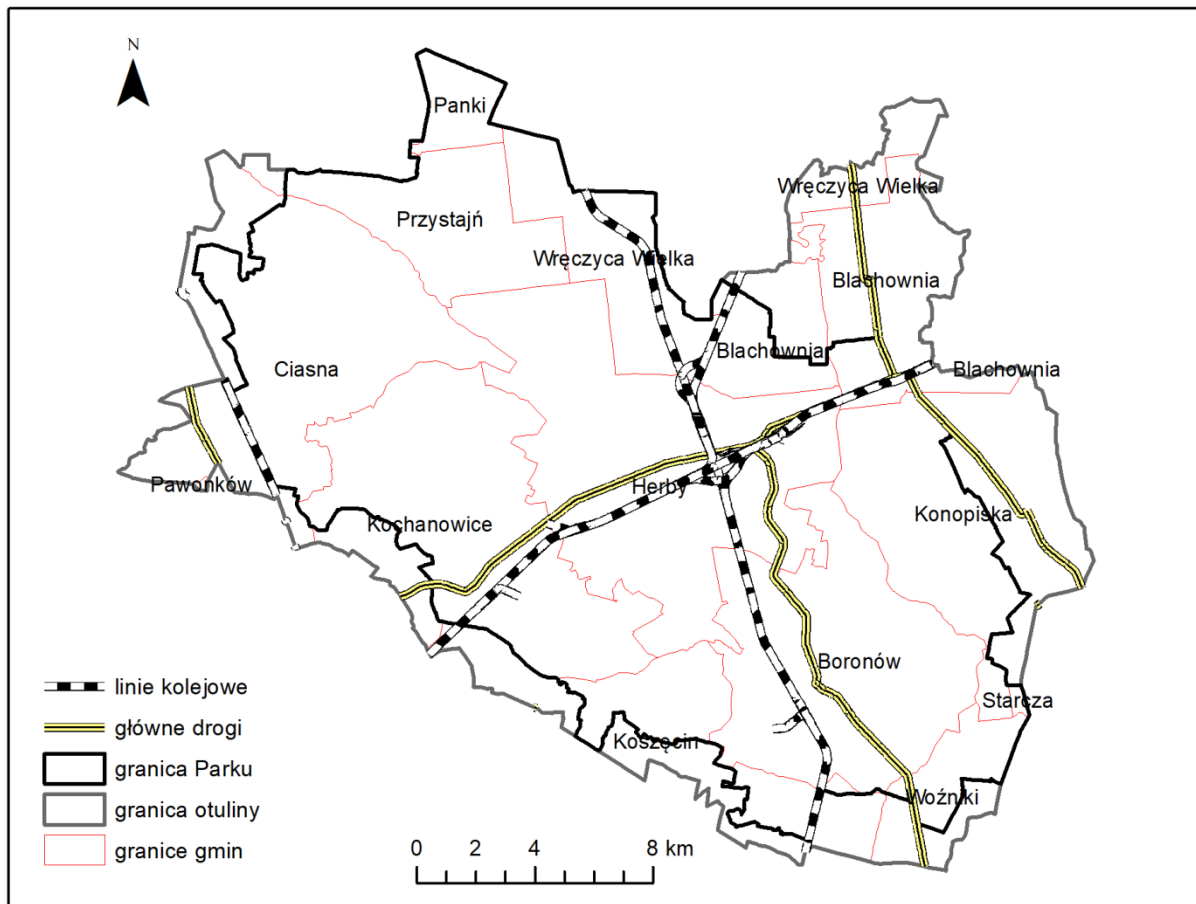 N
Panki
Wręczyca Wielka
Przystajń
Wręczyca Wielka
Blachownia
Blachownia
Ciasna
Blachownia
Pawonków
Herby
Kochanowice
Konopiska
Boronów
Starcza
Koszęcin
Woźniki
linie kolejowe
główne drogi
granica Parku
granica otuliny
granice gmin
0 2 4 8 km